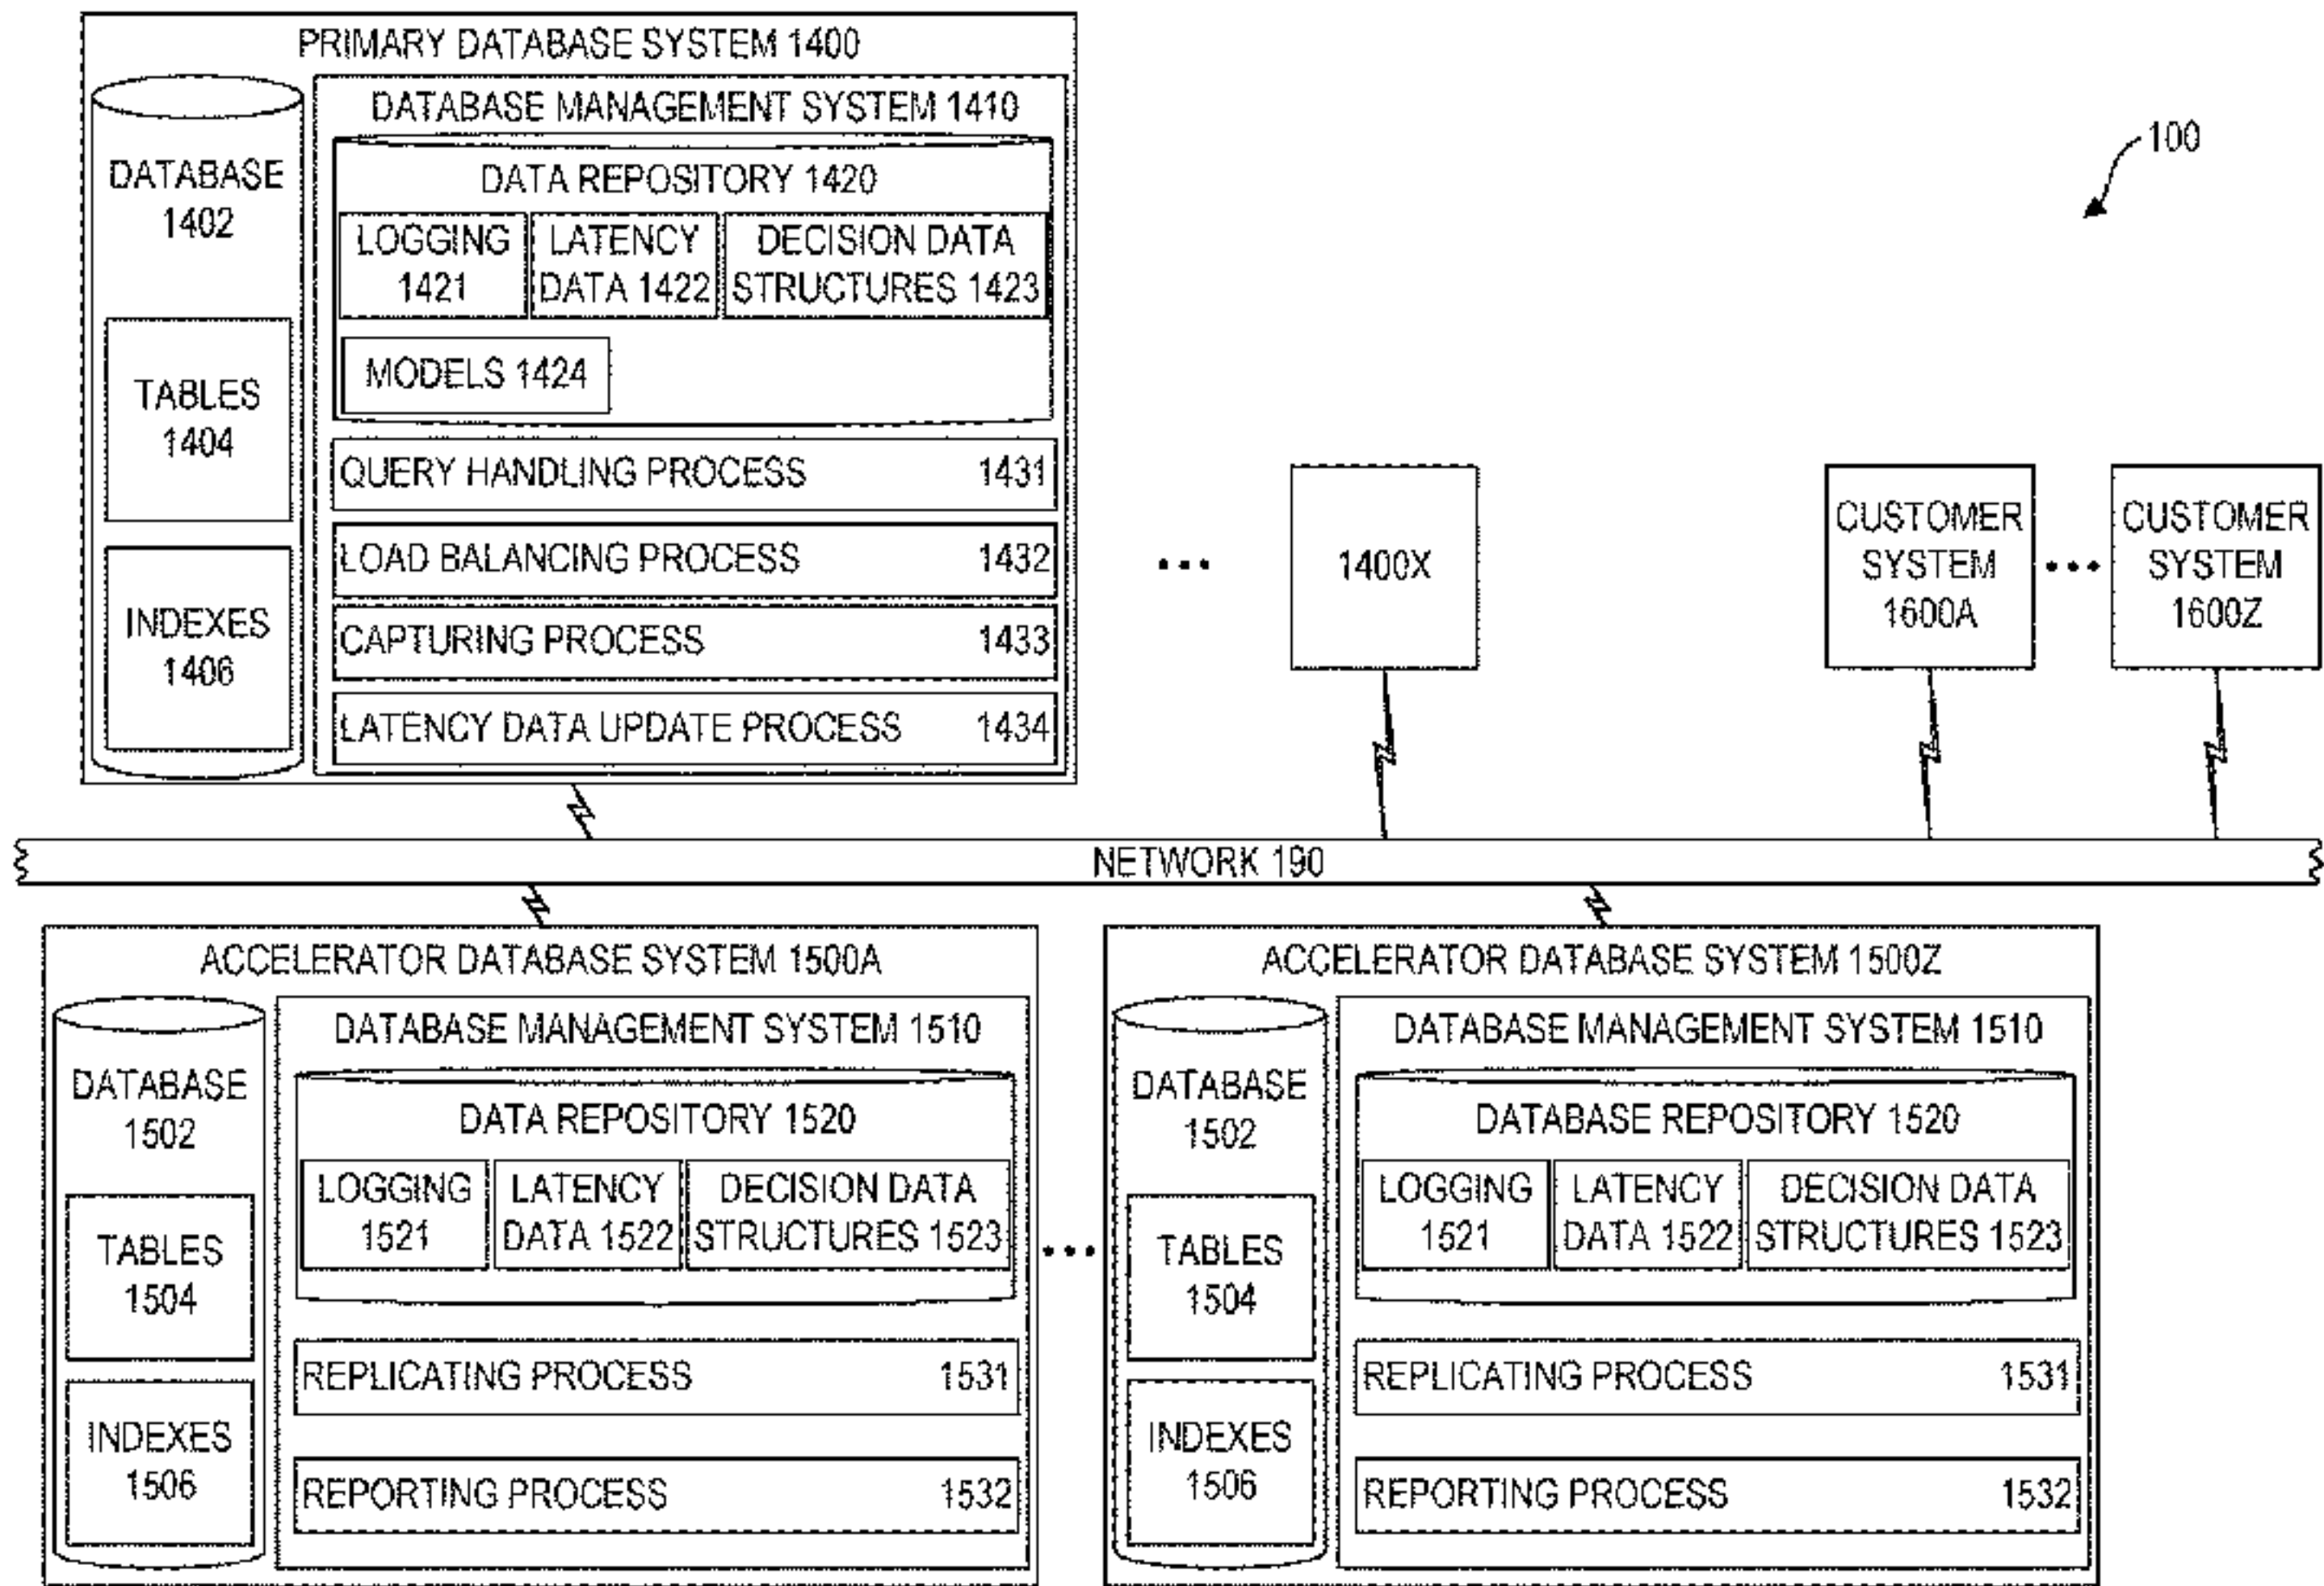 PRIMARY DATABASE SYSTEM 1400
DATABASE
1402
TABLES
1404
INDEXES
1406
DATABASE MANAGEMENT SYSTEM 1410
DATA REPOSITORY 1420
LOGGING
1421
LATENCY
DATA 1422
DECISION DATA
STRUCTURES 1423
MODELS 1424
QUERY HANDLING PROCESS 1431
LOAD BALANCING PROCESS 1432
CAPTURING PROCESS 1433
LATENCY DATA UPDATE PROCESS 1434
100
...
1400X
CUSTOMER
SYSTEM
1600A
...
CUSTOMER
SYSTEM
1600Z
NETWORK 190
ACCELERATOR DATABASE SYSTEM 1500A
DATABASE
1502
TABLES
1504
INDEXES
1506
DATABASE MANAGEMENT SYSTEM 1510
DATA REPOSITORY 1520
LOGGING
1521
LATENCY
DATA 1522
DECISION DATA
STRUCTURES 1523
REPLICATING PROCESS 1531
REPORTING PROCESS 1532
...
ACCELERATOR DATABASE SYSTEM 1500Z
DATABASE
1502
TABLES
1504
INDEXES
1506
DATABASE MANAGEMENT SYSTEM 1510
DATABASE REPOSITORY 1520
LOGGING
1521
LATENCY
DATA 1522
DECISION DATA
STRUCTURES 1523
REPLICATING PROCESS 1531
REPORTING PROCESS 1532